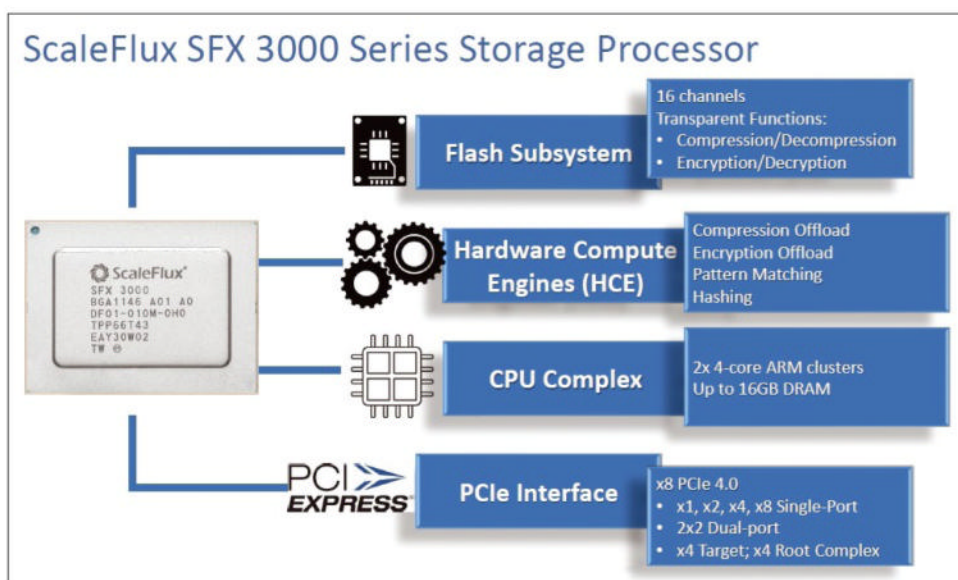 ScaleFlux SFX 3000 Series Storage Processor
16 channels
Transparent Functions:
• Compression/Decompression
• Encryption/Decryption
Flash Subsystem
Compression Offload
Encryption Offload
Pattern Matching
Hashing
Hardware Compute
Engines (HCE)
ScaleFlux®
SFX 3000
BGA1146 A01 A0
DF01-010M-0H0
TPP66T43
EAY30W02
TW
2x 4-core ARM clusters
Up to 16GB DRAM
CPU Complex
PCI
EXPRESS®
PCIe Interface
x8 PCIe 4.0
• x1, x2, x4, x8 Single-Port
• 2x2 Dual-port
• x4 Target; x4 Root Complex